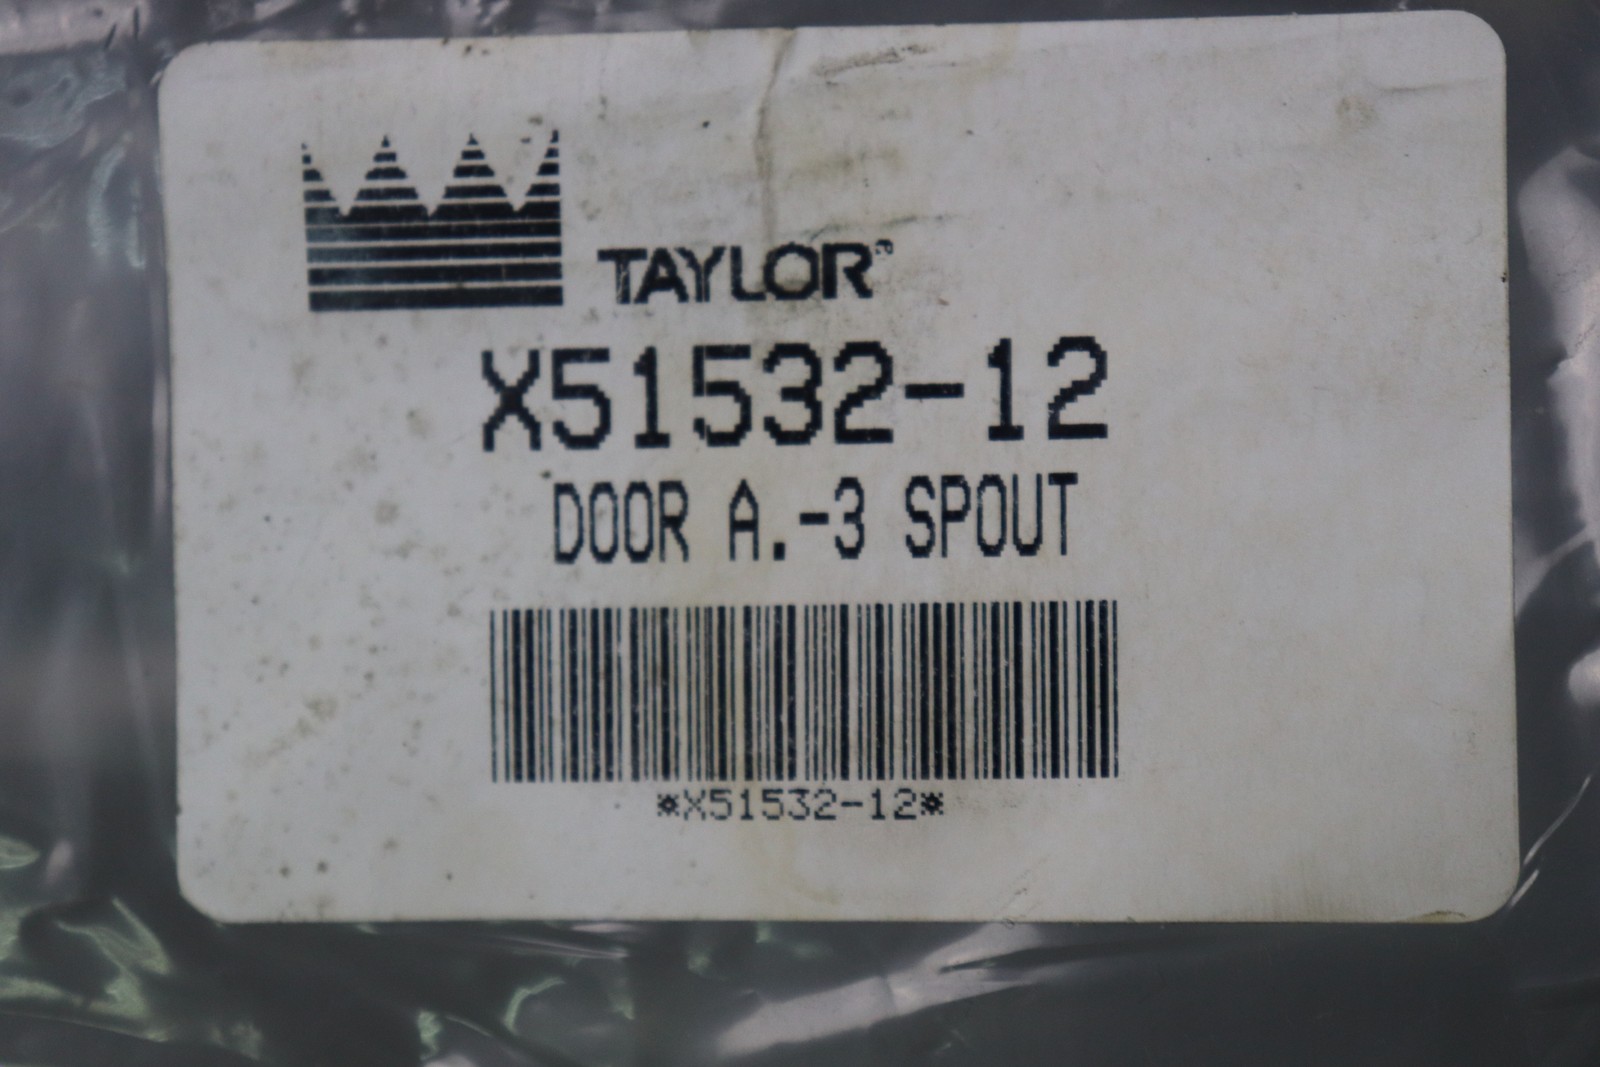 TAYLOR®
X51532-12
DOOR A.-3 SPOUT
*X51532-12*